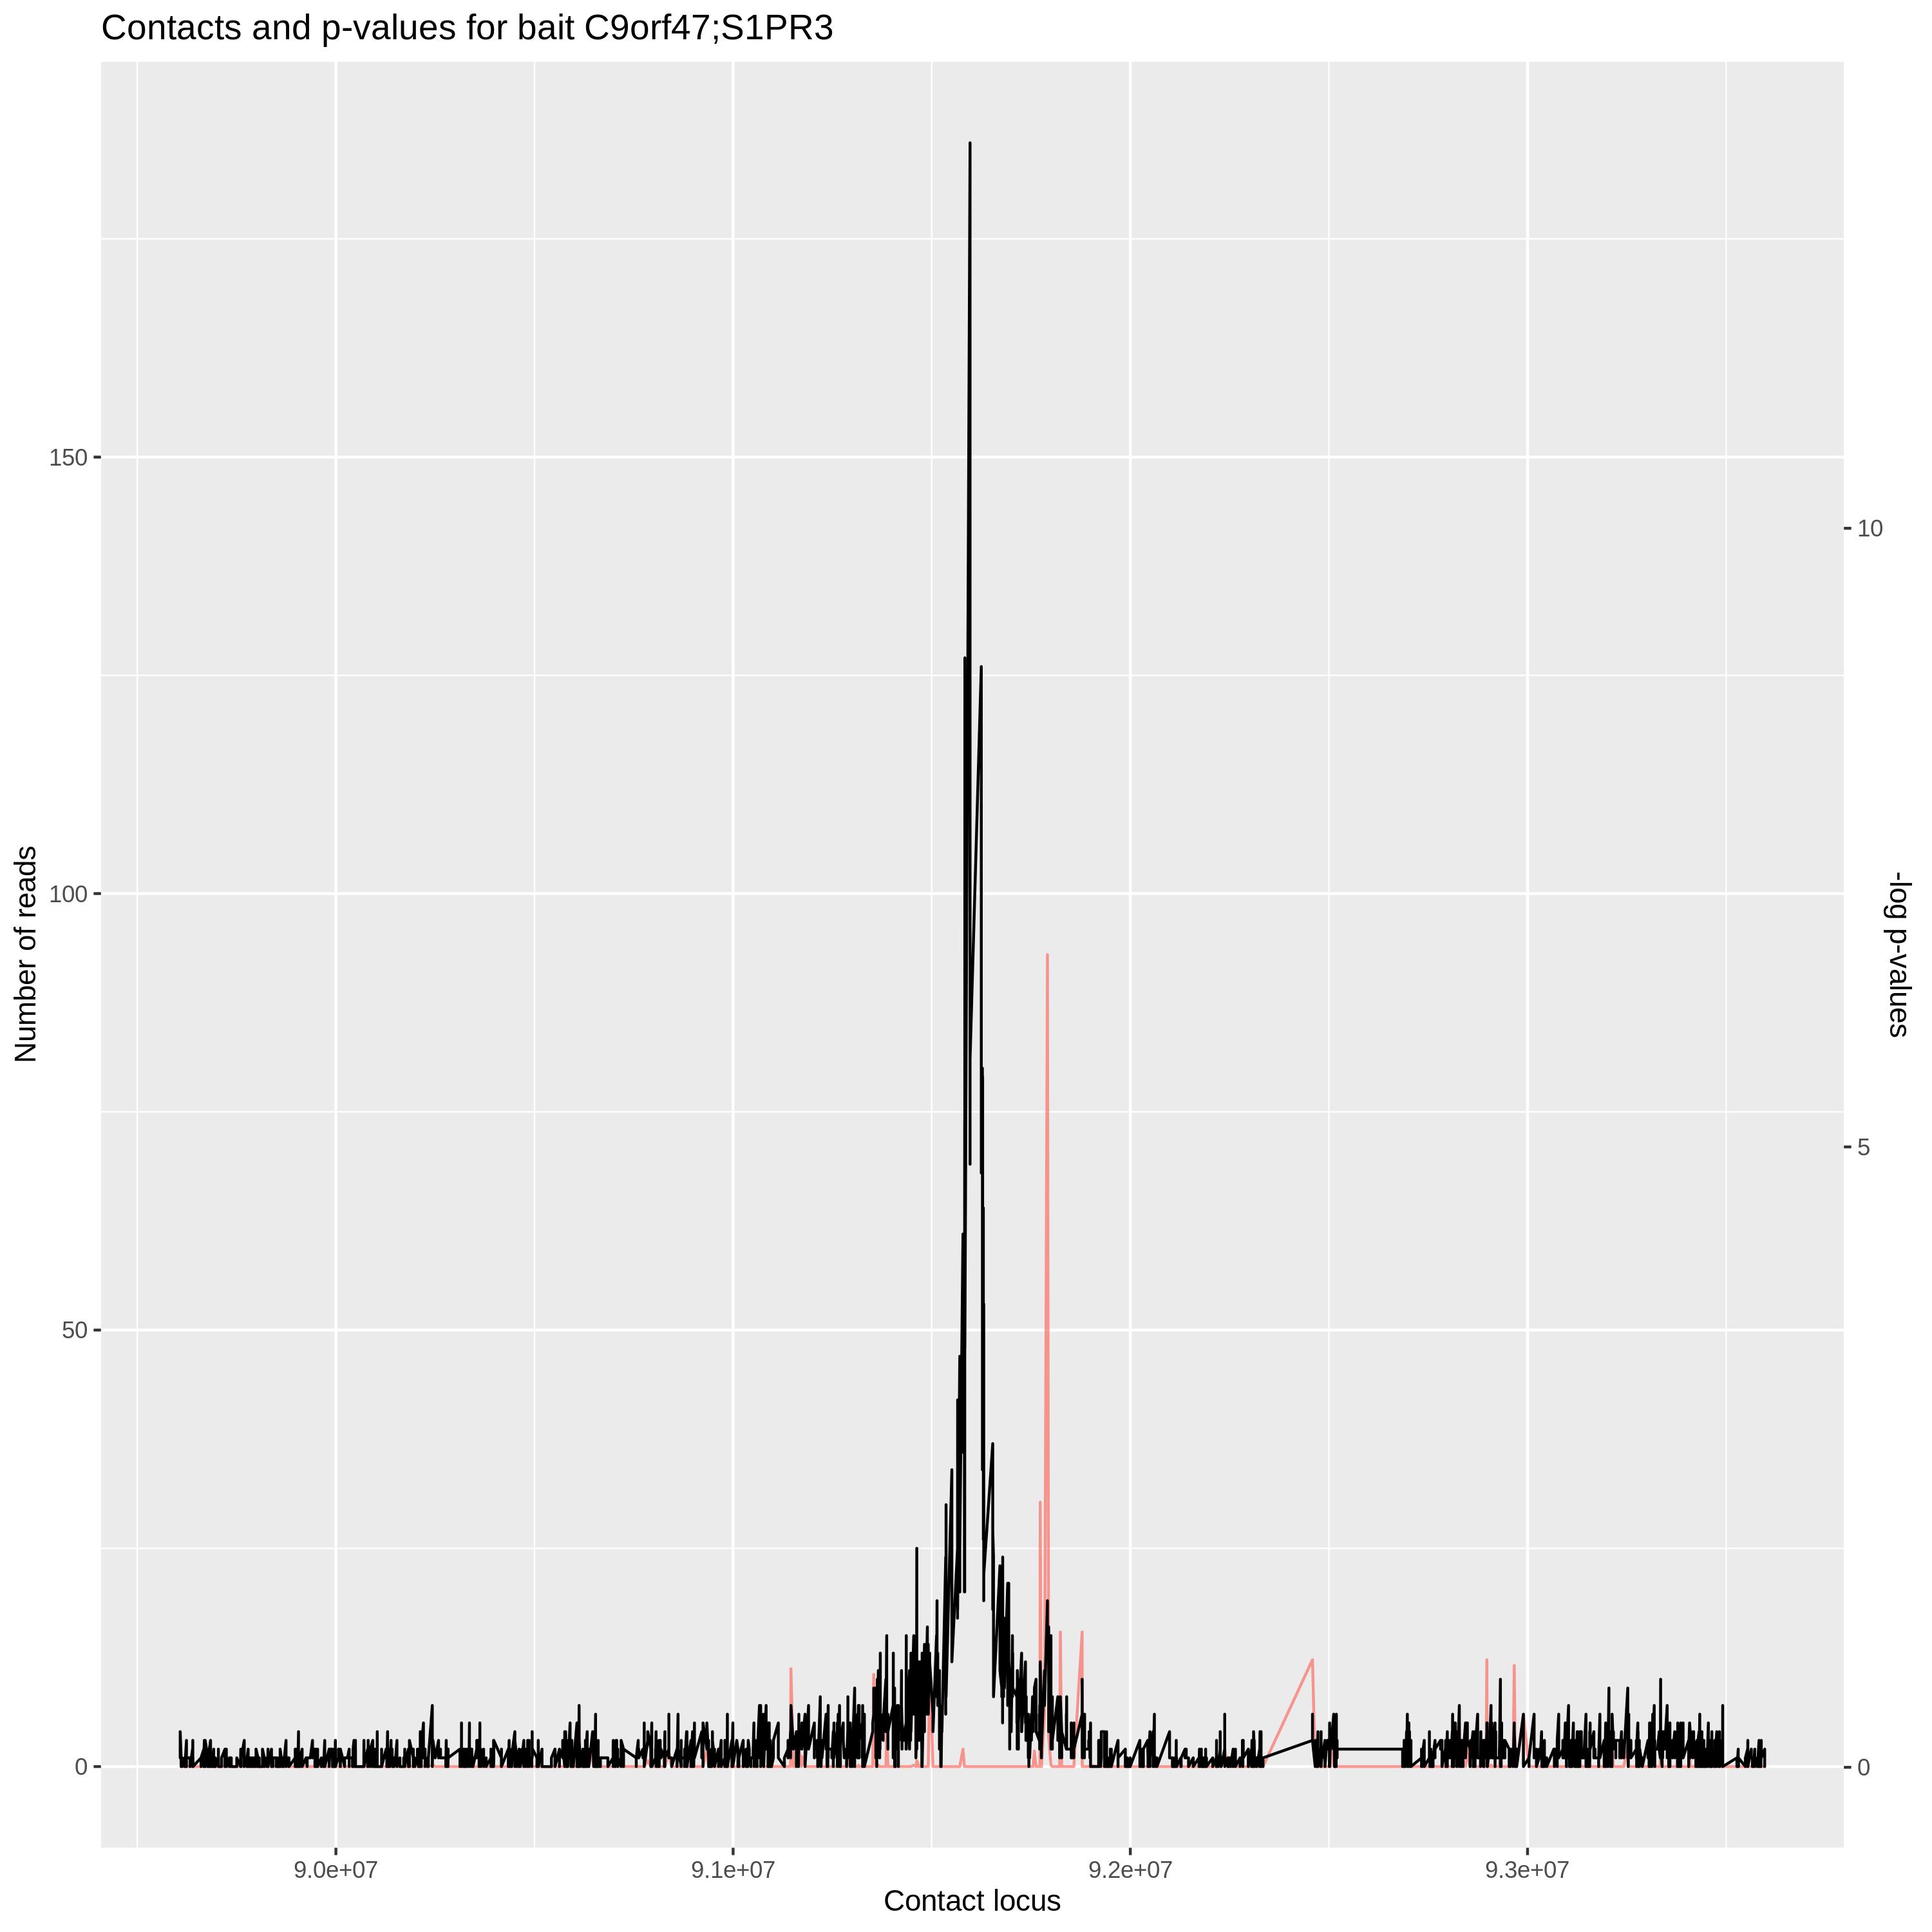 Contacts and p-values for bait C9orf47;S1PR3
Number of reads
150
100
50
0
10
5
0
-log p-values
9.0e+07
9.1e+07
9.2e+07
9.3e+07
Contact locus